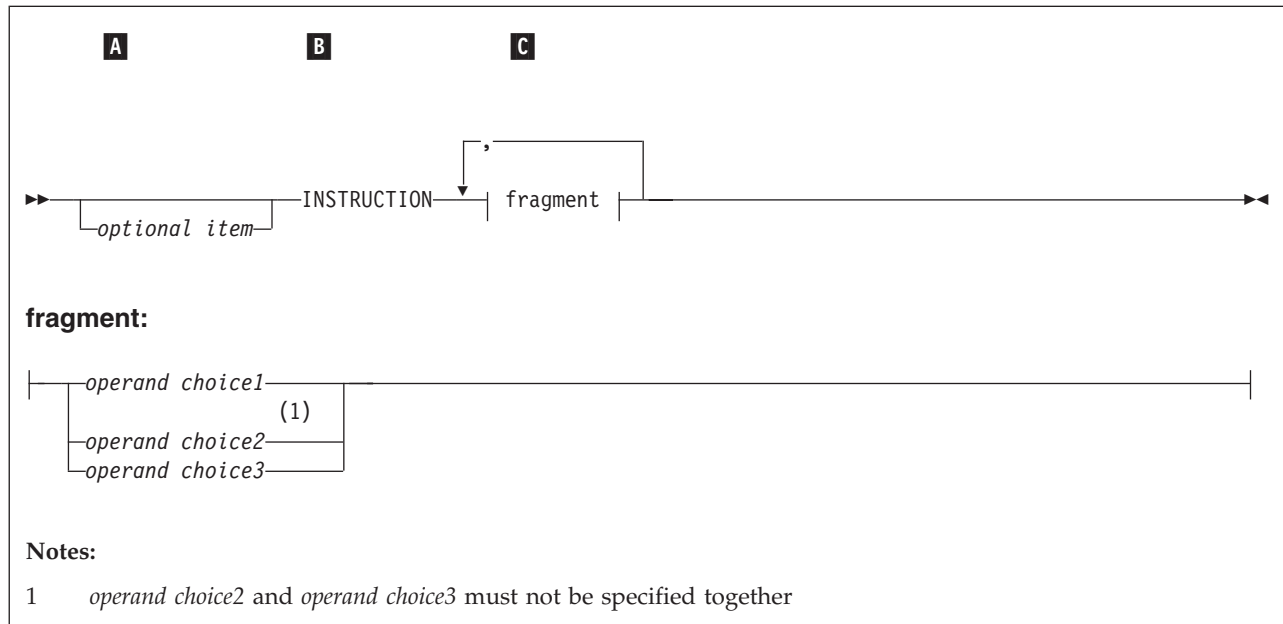 A B C
,
INSTRUCTION fragment
optional item
fragment:
operand choice1
(1)
operand choice2
operand choice3
Notes:
1 operand choice2 and operand choice3 must not be specified together